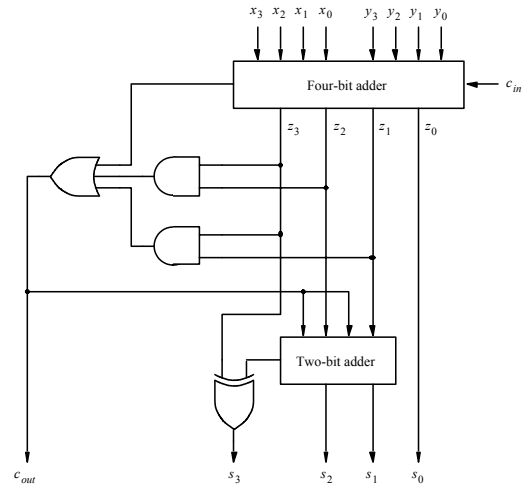 x3 x2 x1 x0 y3 y2 y1 y0
Four-bit adder
cin
z3 z2 z1 z0
Two-bit adder
cout s3 s2 s1 s0